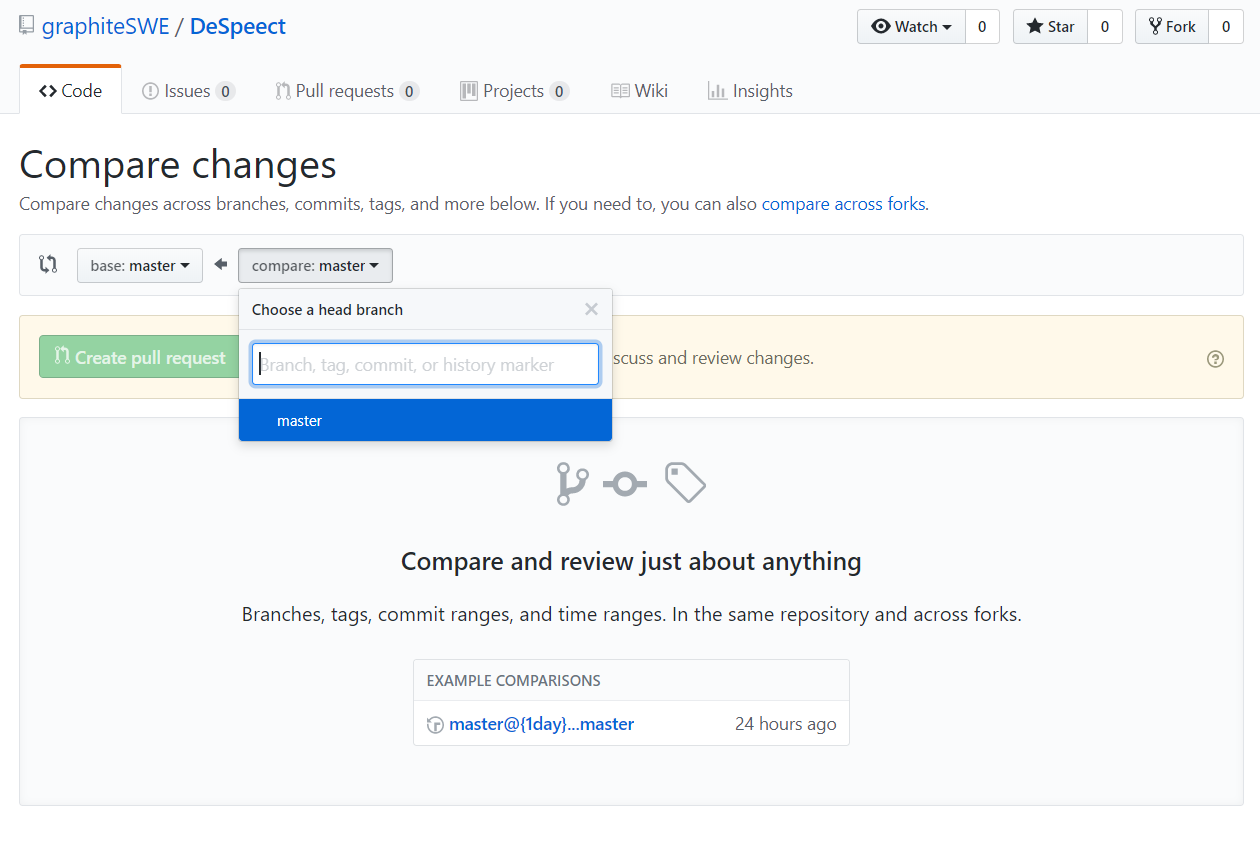 graphiteSWE / DeSpeect
Watch 0 Star 0 Fork 0
Code Issues 0 Pull requests 0 Projects 0 Wiki Insights
Compare changes
Compare changes across branches, commits, tags, and more below. If you need to, you can also compare across forks.
base: master compare: master
Choose a head branch
Branch, tag, commit, or history marker
Create pull request scuss and review changes.
master
Compare and review just about anything
Branches, tags, commit ranges, and time ranges. In the same repository and across forks.
EXAMPLE COMPARISONS
master@{1day}...master 24 hours ago